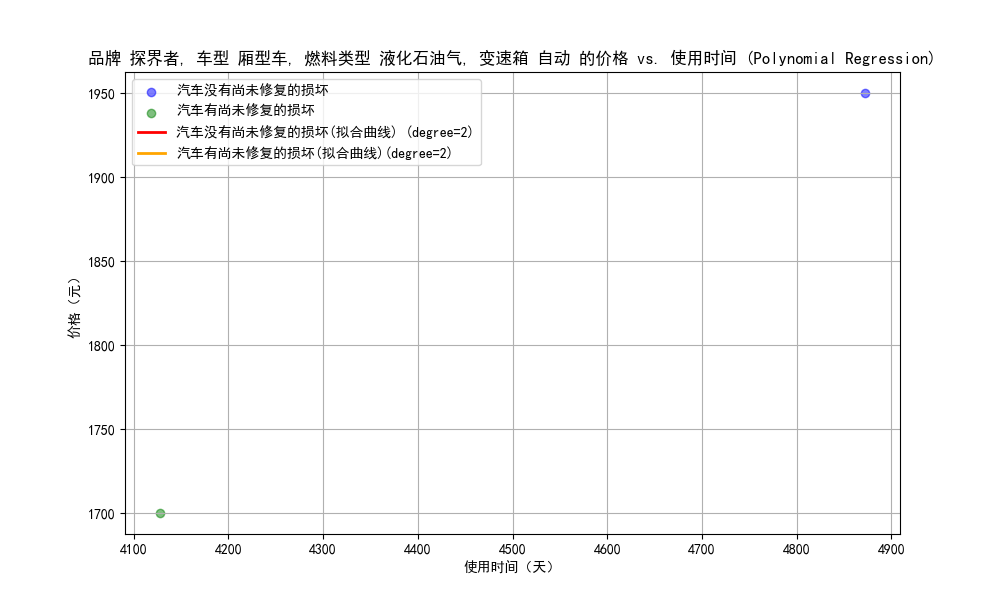 品牌 探界者, 车型 厢型车, 燃料类型 液化石油气, 变速箱 自动 的价格 vs. 使用时间 (Polynomial Regression)
汽车没有尚未修复的损坏
汽车有尚未修复的损坏
汽车没有尚未修复的损坏(拟合曲线) (degree=2)
汽车有尚未修复的损坏(拟合曲线)(degree=2)
价格（元）
1950
1900
1850
1800
1750
1700
4100 4200 4300 4400 4500 4600 4700 4800 4900
使用时间（天）